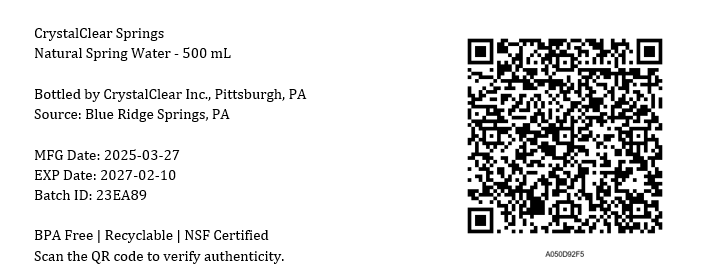 CrystalClear Springs
Natural Spring Water - 500 mL
Bottled by CrystalClear Inc., Pittsburgh, PA
Source: Blue Ridge Springs, PA
MFG Date: 2025-03-27
EXP Date: 2027-02-10
Batch ID: 23EA89
BPA Free | Recyclable | NSF Certified
Scan the QR code to verify authenticity.
A050D92F5